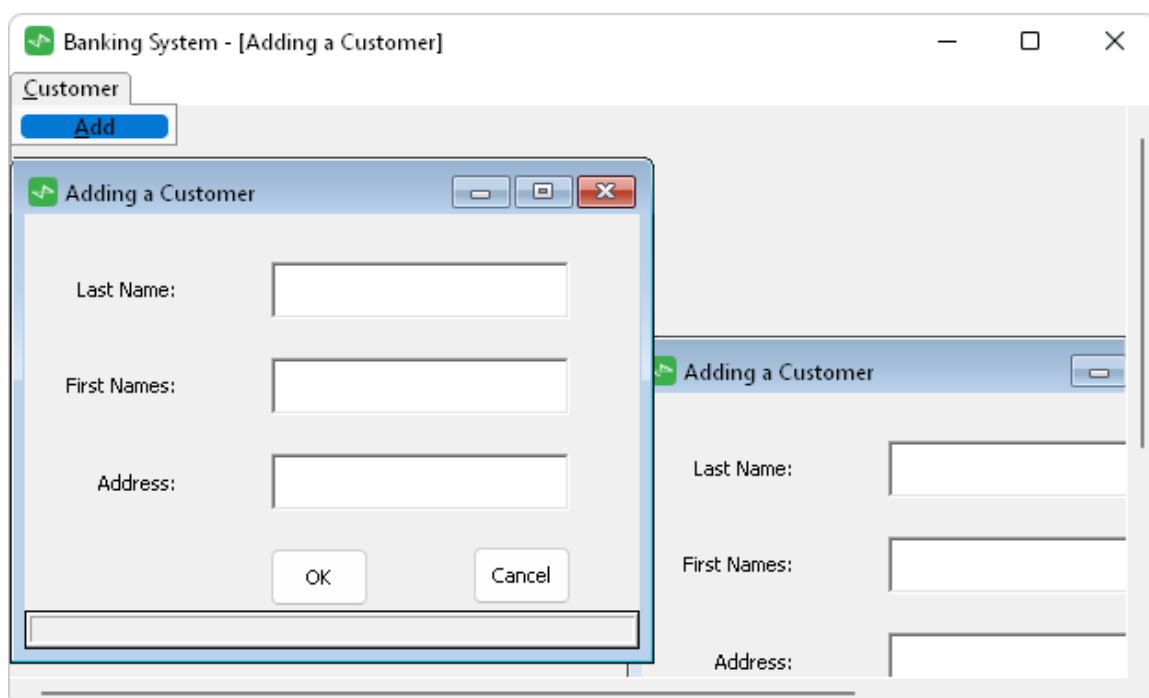 Banking System - [Adding a Customer]
Customer
Add
Adding a Customer
Last Name:
First Names:
Address:
OK Cancel
Adding a Customer
Last Name:
First Names:
Address: